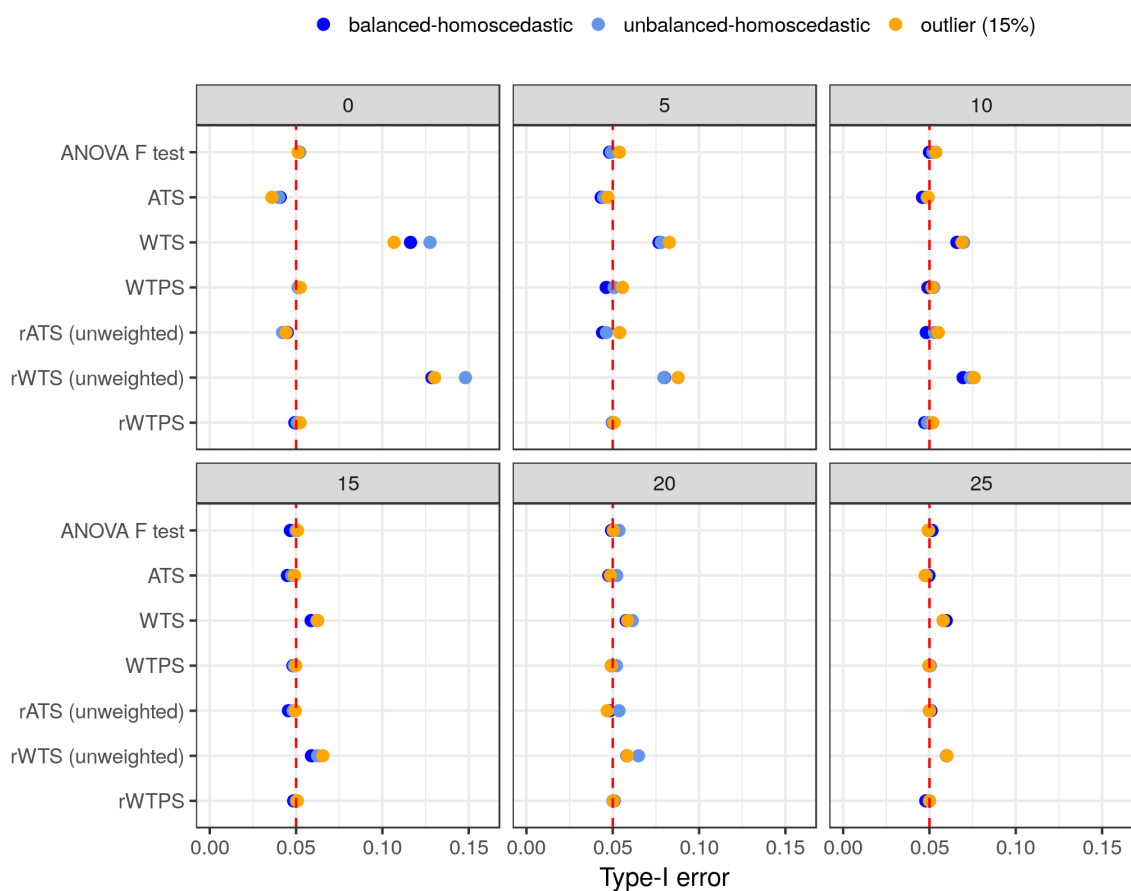 balanced-homoscedastic unbalanced-homoscedastic outlier (15%)
0 5 10
ANOVA F test
ATS
WTS
WTPS
rATS (unweighted)
rWTS (unweighted)
rWTPS
15 20 25
ANOVA F test
ATS
WTS
WTPS
rATS (unweighted)
rWTS (unweighted)
rWTPS
0.00 0.05 0.10 0.15 0.00 0.05 0.10 0.15 0.00 0.05 0.10 0.15
Type-I error